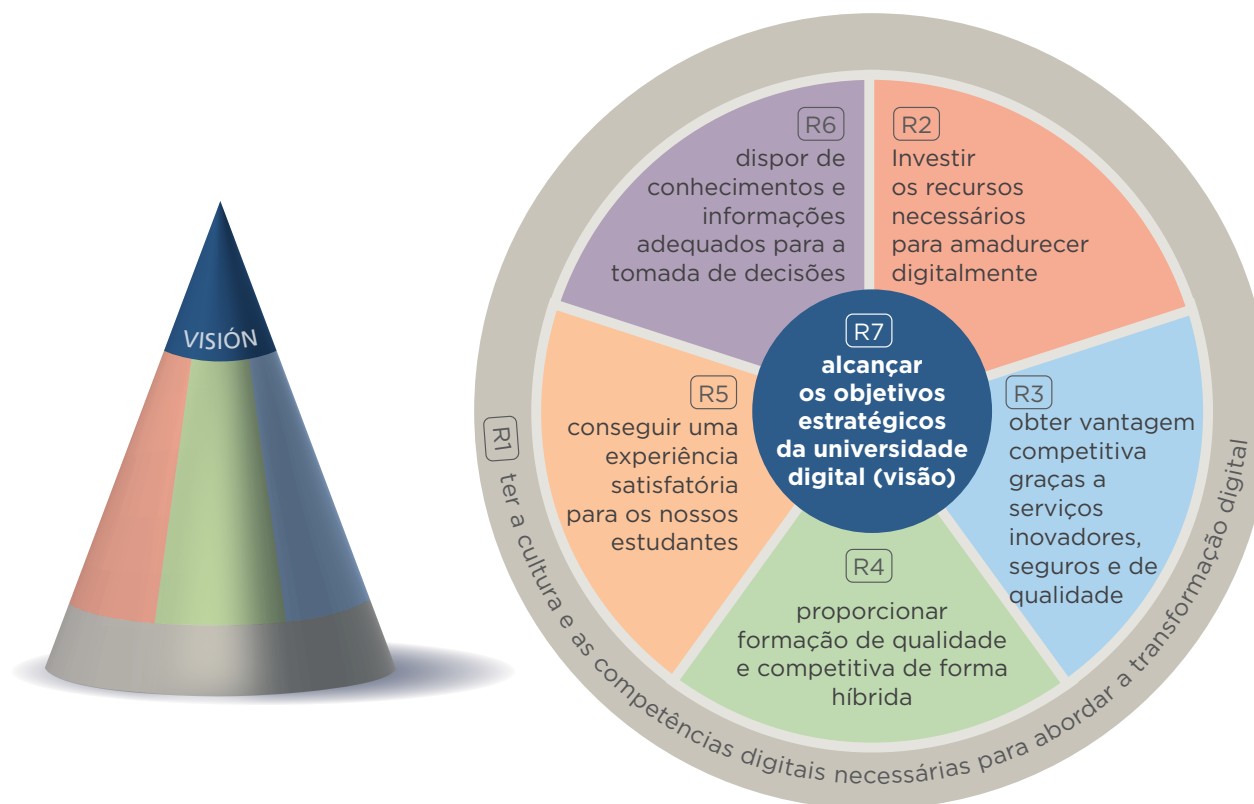 VISIÓN
R1 ter a cultura e as competências digitais necessárias para abordar a transformação digital
R2
Investir
os recursos
necessários
para amadurecer
digitalmente
R3
obter vantagem
competitiva
graças a
serviços
inovadores,
seguros e de
qualidade
R4
proporcionar
formação de qualidade
e competitiva de forma
híbrida
R5
conseguir uma
experiência
satisfatória
para os nossos
estudantes
R6
dispor de
conhecimentos e
informações
adequados para a
tomada de decisões
R7
alcançar
os objetivos
estratégicos
da universidade
digital (visão)